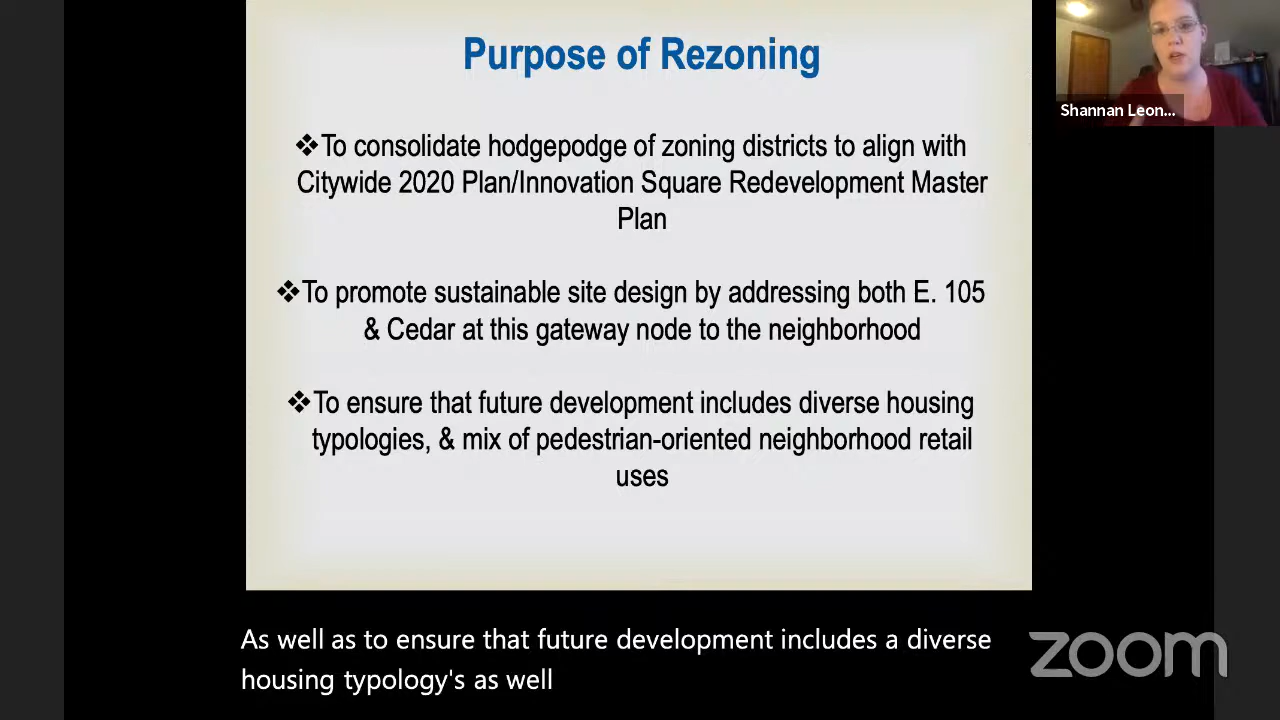 Purpose of Rezoning
❖To consolidate hodgepodge of zoning districts to align with
Citywide 2020 Plan/Innovation Square Redevelopment Master
Plan
❖To promote sustainable site design by addressing both E. 105
& Cedar at this gateway node to the neighborhood
❖To ensure that future development includes diverse housing
typologies, & mix of pedestrian-oriented neighborhood retail
uses
Shannan Leon...
As well as to ensure that future development includes a diverse
housing typology's as well
zoom